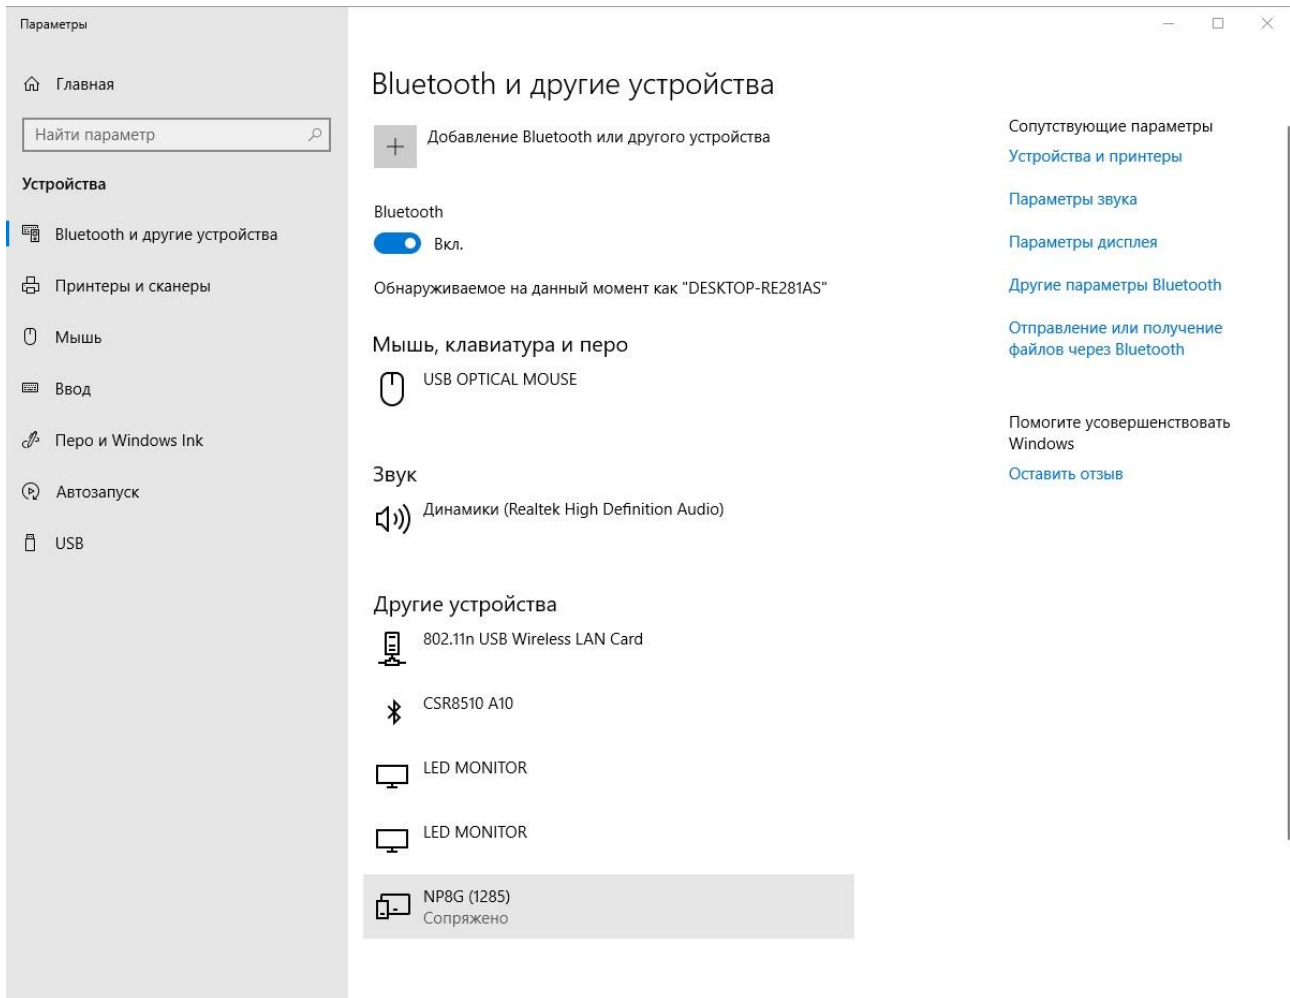 Параметры
Главная
Найти параметр
Устройства
Bluetooth и другие устройства
Принтеры и сканеры
Мышь
Ввод
Перо и Windows Ink
Автозапуск
USB
Bluetooth и другие устройства
Добавление Bluetooth или другого устройства
Bluetooth
Вкл.
Обнаруживаемое на данный момент как "DESKTOP-RE281AS"
Мышь, клавиатура и перо
USB OPTICAL MOUSE
Звук
Динамики (Realtek High Definition Audio)
Другие устройства
802.11n USB Wireless LAN Card
CSR8510 A10
LED MONITOR
LED MONITOR
NP8G (1285)
Сопряжено
Сопутствующие параметры
Устройства и принтеры
Параметры звука
Параметры дисплея
Другие параметры Bluetooth
Отправление или получение
файлов через Bluetooth
Помогите усовершенствовать
Windows
Оставить отзыв